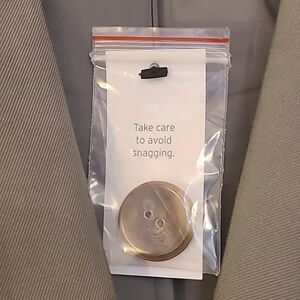 Take care
to avoid
snagging.